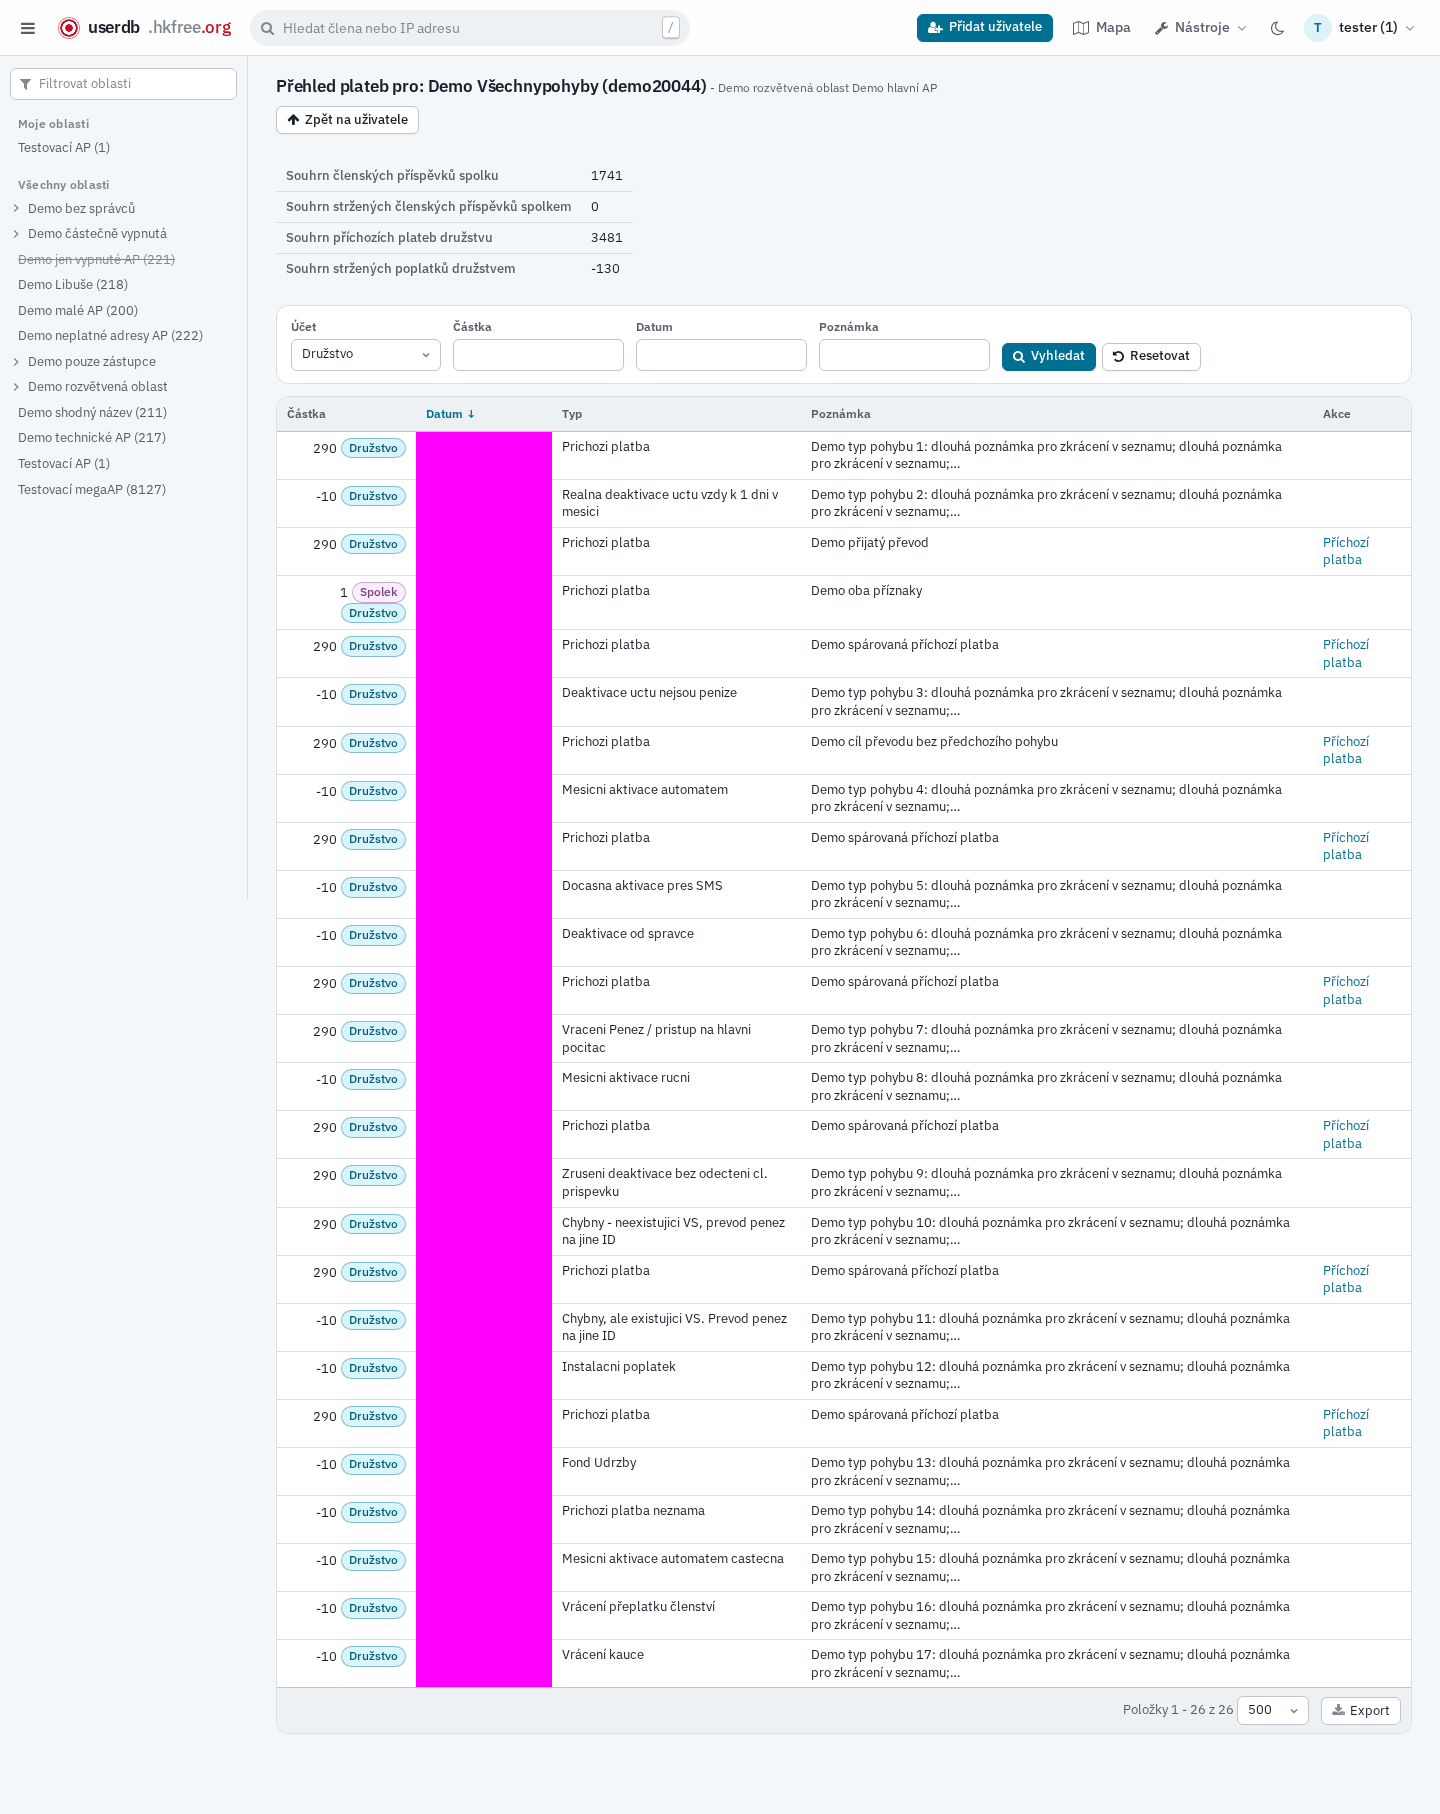 userdb .hkfree.org
Hledat člena nebo IP adresu
/
Přidat uživatele
Mapa
Nástroje
T
tester (1)
Filtrovat oblasti
Moje oblasti
Testovací AP (1)
Všechny oblasti
Demo bez správců
Demo částečně vypnutá
Demo jen vypnuté AP (221)
Demo Libuše (218)
Demo malé AP (200)
Demo neplatné adresy AP (222)
Demo pouze zástupce
Demo rozvětvená oblast
Demo shodný název (211)
Demo technické AP (217)
Testovací AP (1)
Testovací megaAP (8127)
Přehled plateb pro: Demo Všechnypohyby (demo20044) - Demo rozvětvená oblast Demo hlavní AP
Zpět na uživatele
Souhrn členských příspěvků spolku 1741
Souhrn stržených členských příspěvků spolkem 0
Souhrn příchozích plateb družstvu 3481
Souhrn stržených poplatků družstvem -130
Účet Částka Datum Poznámka
Družstvo
Vyhledat
Resetovat
Částka Datum ↓ Typ Poznámka Akce
290 Družstvo Prichozi platba Demo typ pohybu 1: dlouhá poznámka pro zkrácení v seznamu; dlouhá poznámka
pro zkrácení v seznamu;…
-10 Družstvo Realna deaktivace uctu vzdy k 1 dni v Demo typ pohybu 2: dlouhá poznámka pro zkrácení v seznamu; dlouhá poznámka
mesici pro zkrácení v seznamu;…
290 Družstvo Prichozi platba Demo přijatý převod Příchozí
platba
1 Spolek Prichozi platba Demo oba příznaky
Družstvo
290 Družstvo Prichozi platba Demo spárovaná příchozí platba Příchozí
platba
-10 Družstvo Deaktivace uctu nejsou penize Demo typ pohybu 3: dlouhá poznámka pro zkrácení v seznamu; dlouhá poznámka
pro zkrácení v seznamu;…
290 Družstvo Prichozi platba Demo cíl převodu bez předchozího pohybu Příchozí
platba
-10 Družstvo Mesicni aktivace automatem Demo typ pohybu 4: dlouhá poznámka pro zkrácení v seznamu; dlouhá poznámka
pro zkrácení v seznamu;…
290 Družstvo Prichozi platba Demo spárovaná příchozí platba Příchozí
platba
-10 Družstvo Docasna aktivace pres SMS Demo typ pohybu 5: dlouhá poznámka pro zkrácení v seznamu; dlouhá poznámka
pro zkrácení v seznamu;…
-10 Družstvo Deaktivace od spravce Demo typ pohybu 6: dlouhá poznámka pro zkrácení v seznamu; dlouhá poznámka
pro zkrácení v seznamu;…
290 Družstvo Prichozi platba Demo spárovaná příchozí platba Příchozí
platba
290 Družstvo Vraceni Penez / pristup na hlavni Demo typ pohybu 7: dlouhá poznámka pro zkrácení v seznamu; dlouhá poznámka
pocitac pro zkrácení v seznamu;…
-10 Družstvo Mesicni aktivace rucni Demo typ pohybu 8: dlouhá poznámka pro zkrácení v seznamu; dlouhá poznámka
pro zkrácení v seznamu;…
290 Družstvo Prichozi platba Demo spárovaná příchozí platba Příchozí
platba
290 Družstvo Zruseni deaktivace bez odecteni cl. Demo typ pohybu 9: dlouhá poznámka pro zkrácení v seznamu; dlouhá poznámka
prispevku pro zkrácení v seznamu;…
290 Družstvo Chybny - neexistujici VS, prevod penez Demo typ pohybu 10: dlouhá poznámka pro zkrácení v seznamu; dlouhá poznámka
na jine ID pro zkrácení v seznamu;…
290 Družstvo Prichozi platba Demo spárovaná příchozí platba Příchozí
platba
-10 Družstvo Chybny, ale existujici VS. Prevod penez Demo typ pohybu 11: dlouhá poznámka pro zkrácení v seznamu; dlouhá poznámka
na jine ID pro zkrácení v seznamu;…
-10 Družstvo Instalacni poplatek Demo typ pohybu 12: dlouhá poznámka pro zkrácení v seznamu; dlouhá poznámka
pro zkrácení v seznamu;…
290 Družstvo Prichozi platba Demo spárovaná příchozí platba Příchozí
platba
-10 Družstvo Fond Udrzby Demo typ pohybu 13: dlouhá poznámka pro zkrácení v seznamu; dlouhá poznámka
pro zkrácení v seznamu;…
-10 Družstvo Prichozi platba neznama Demo typ pohybu 14: dlouhá poznámka pro zkrácení v seznamu; dlouhá poznámka
pro zkrácení v seznamu;…
-10 Družstvo Mesicni aktivace automatem castecna Demo typ pohybu 15: dlouhá poznámka pro zkrácení v seznamu; dlouhá poznámka
pro zkrácení v seznamu;…
-10 Družstvo Vrácení přeplatku členství Demo typ pohybu 16: dlouhá poznámka pro zkrácení v seznamu; dlouhá poznámka
pro zkrácení v seznamu;…
-10 Družstvo Vrácení kauce Demo typ pohybu 17: dlouhá poznámka pro zkrácení v seznamu; dlouhá poznámka
pro zkrácení v seznamu;…
Položky 1 - 26 z 26 500 Export